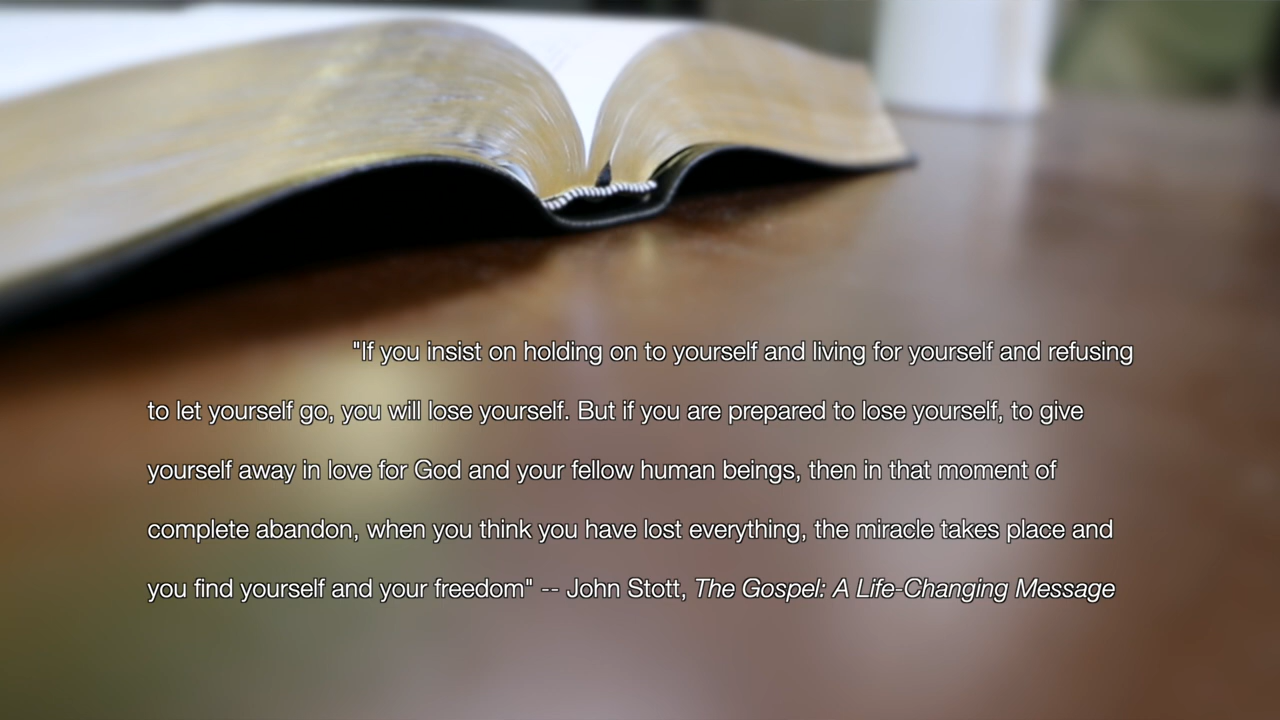 "If you insist on holding on to yourself and living for yourself and refusing
to let yourself go, you will lose yourself. But if you are prepared to lose yourself, to give
yourself away in love for God and your fellow human beings, then in that moment of
complete abandon, when you think you have lost everything, the miracle takes place and
you find yourself and your freedom" -- John Stott, The Gospel: A Life-Changing Message